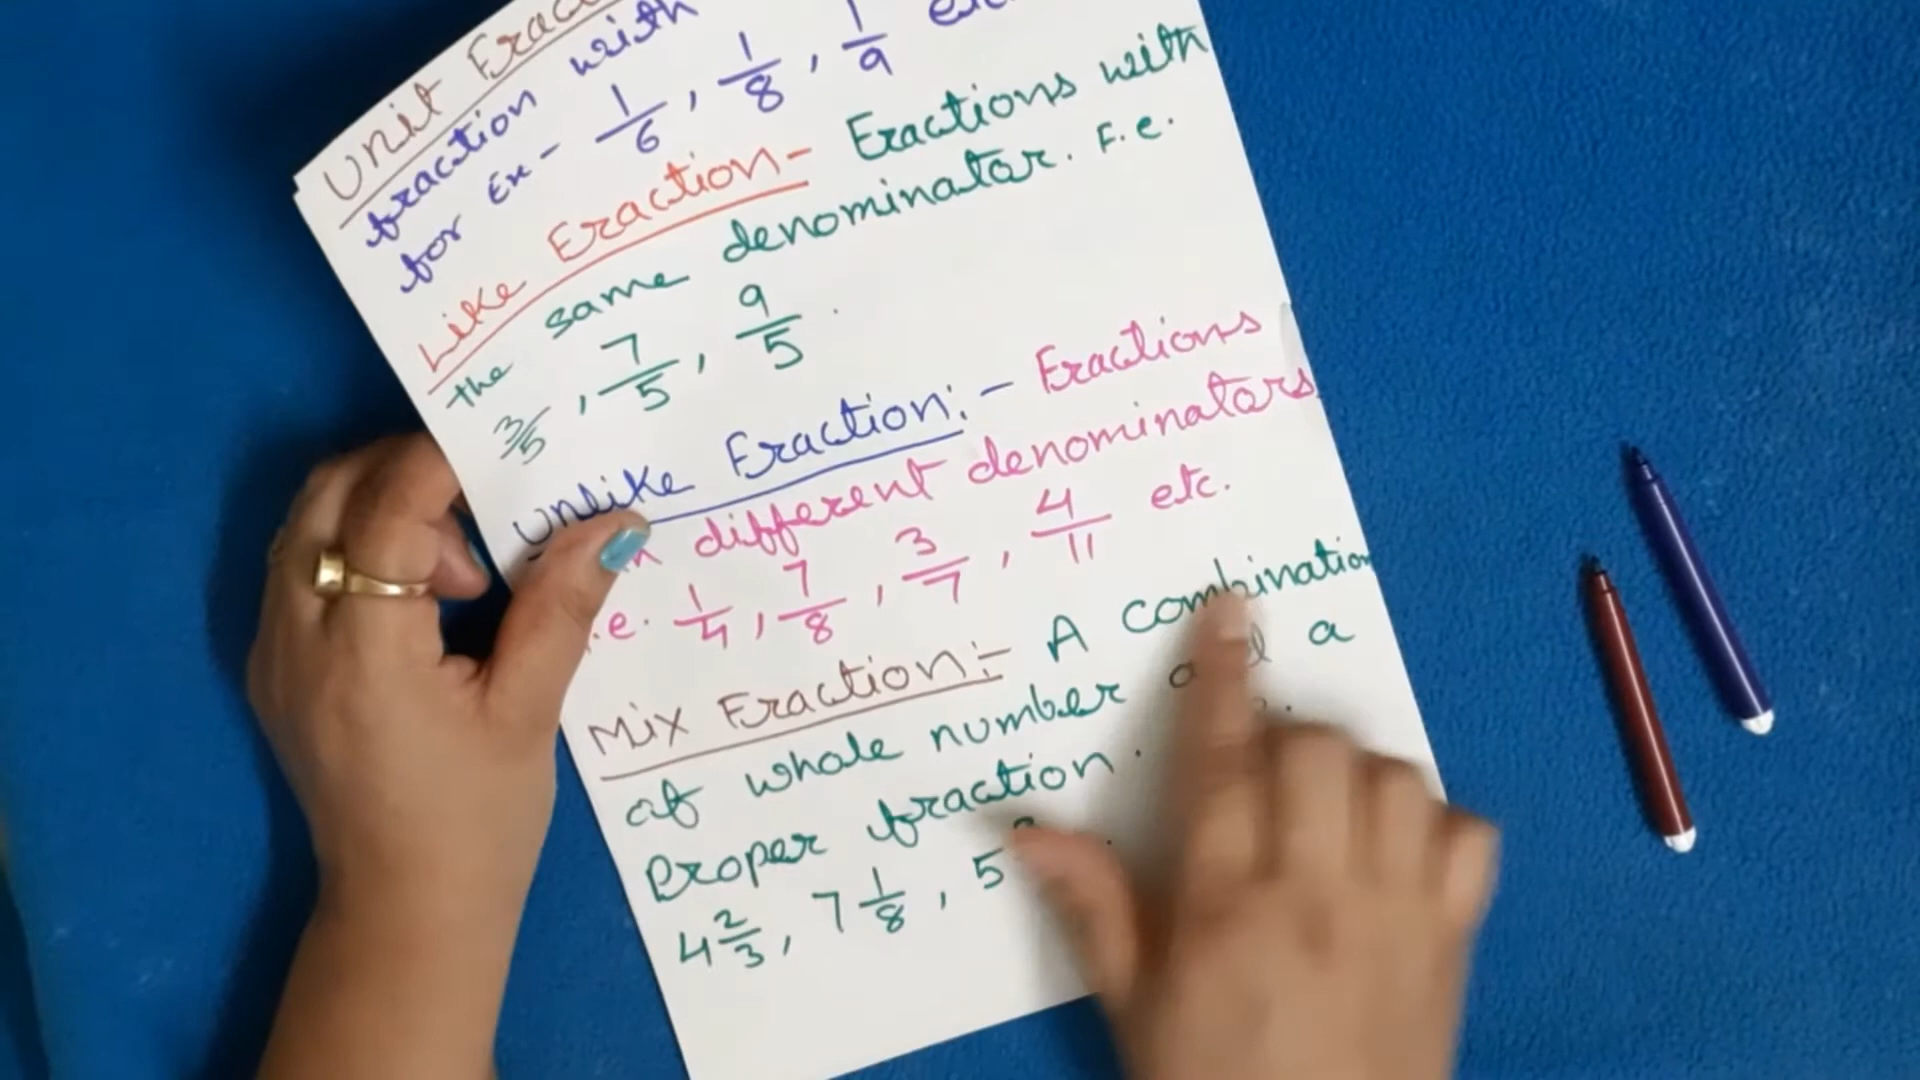 Unit
fraction with
for Ex - 1/6, 1/8, 1/9
Like Fraction - Fractions with
the same denominator. F.e.
3/5, 7/5, 9/5.
Unlike Fraction:- Fractions
different denominators
.e. 1/4, 7/8, 3/7, 4/11 etc.
Mix Fraction:- A combination
of whole number a
Proper fraction.
4 2/3, 7 1/8, 5